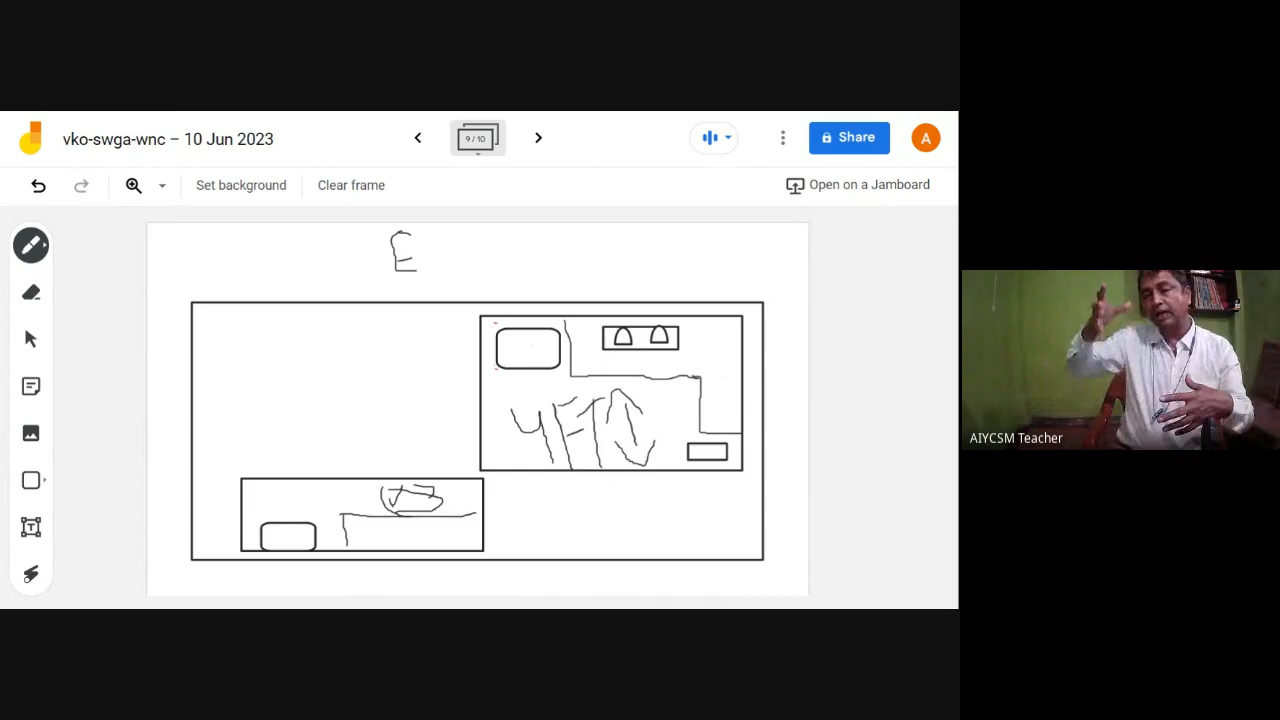 vko-swga-wnc – 10 Jun 2023
9 / 10
Share
A
Set background
Clear frame
Open on a Jamboard
E
T
AIYCSM Teacher